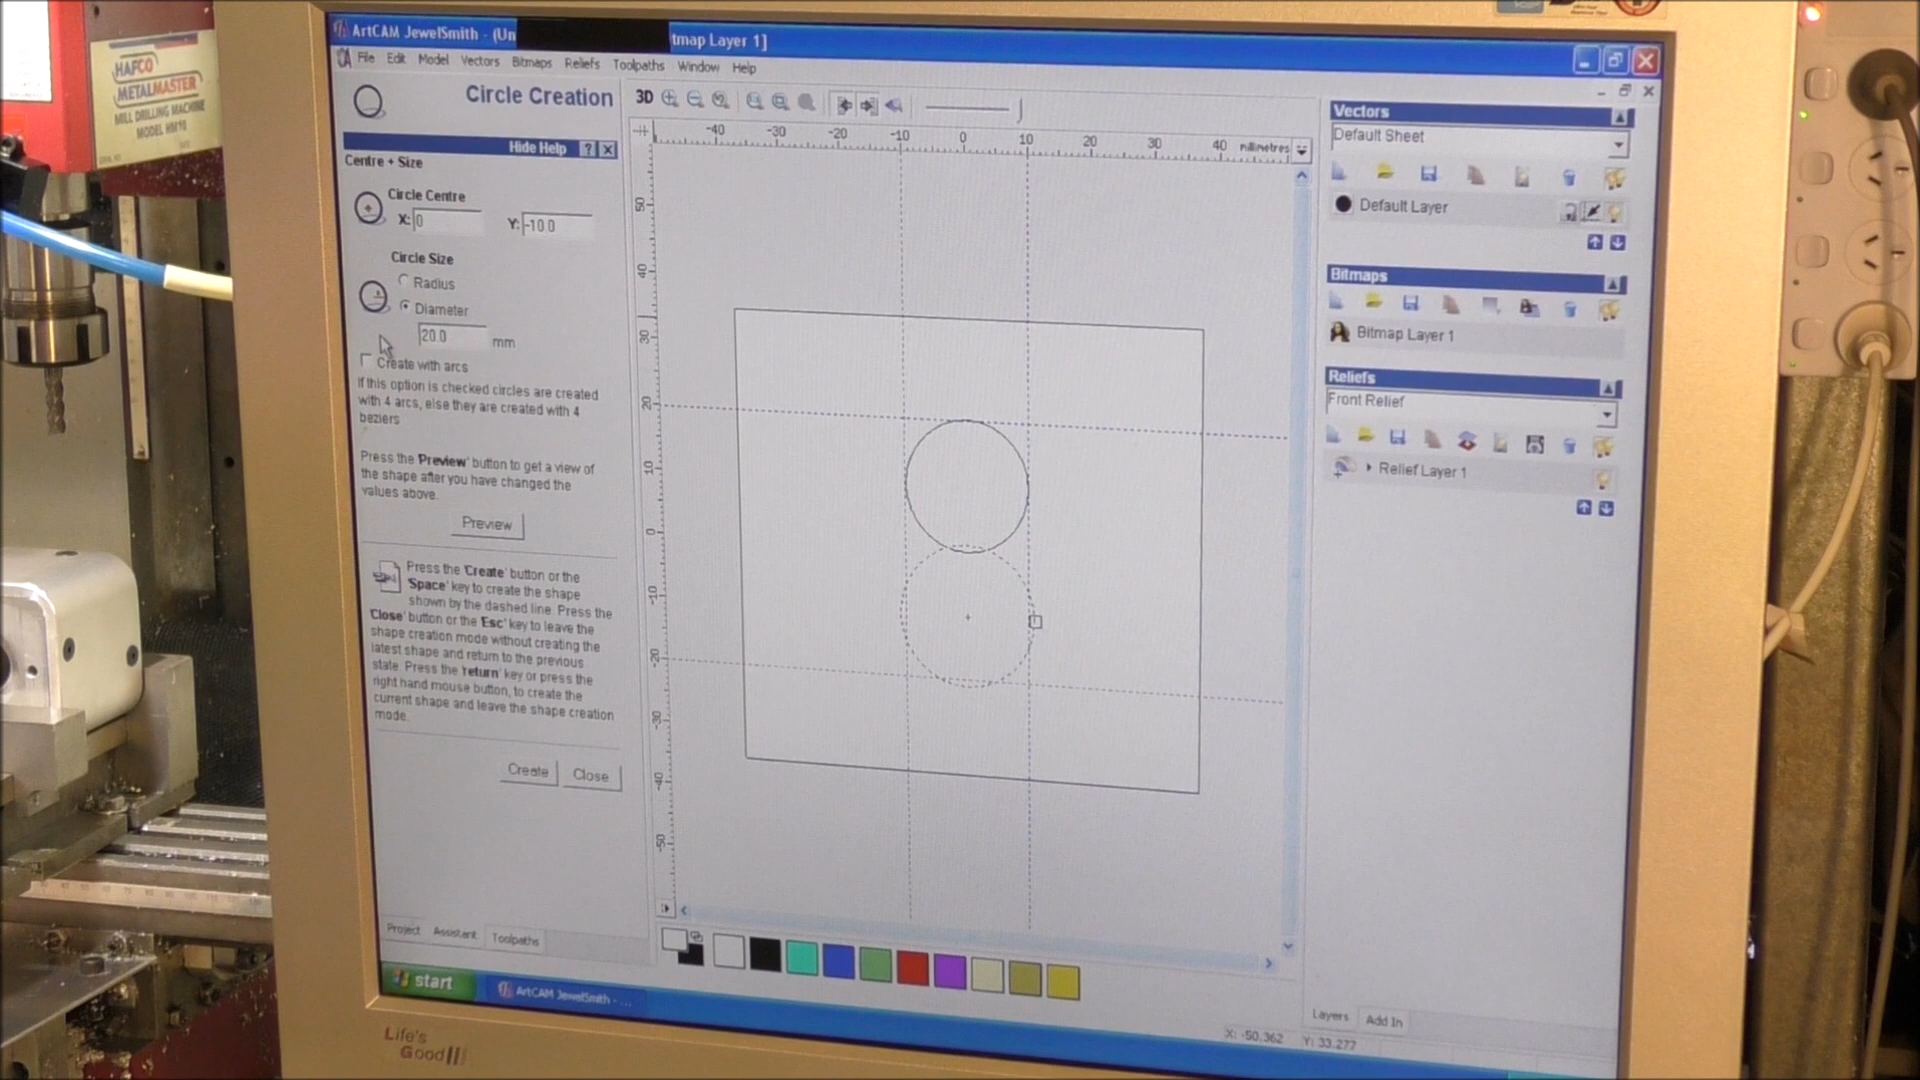 HAFCO
METALMASTER
MILL DRILLING MACHINE
MODEL HM10
ArtCAM JewelSmith - (Un
tmap Layer 1]
File Edit Model Vectors Bitmaps Reliefs Toolpaths Window Help
Circle Creation
Hide Help ?
Centre + Size
Circle Centre
X: 0 Y: -10.0
Circle Size
Radius
Diameter
20.0 mm
Create with arcs
If this option is checked circles are created
with 4 arcs, else they are created with 4
beziers
Press the 'Preview' button to get a view of
the shape after you have changed the
values above.
Preview
Press the 'Create' button or the
'Space' key to create the shape
shown by the dashed line. Press the
'Close' button or the 'Esc' key to leave the
shape creation mode without creating the
latest shape and return to the previous
state. Press the 'return' key or press the
right hand mouse button, to create the
current shape and leave the shape creation
mode.
Create Close
Project Assistant Toolpaths
3D
-40 -30 -20 -10 0 10 20 30 40 millimetres
50
40
30
20
10
0
-10
-20
-30
-40
-50
Vectors
Default Sheet
Default Layer
Bitmaps
Bitmap Layer 1
Reliefs
Front Relief
Relief Layer 1
Layers Add In
X: -50.362 Y: 33.277
start
ArtCAM JewelSmith - ...
Life's
Good